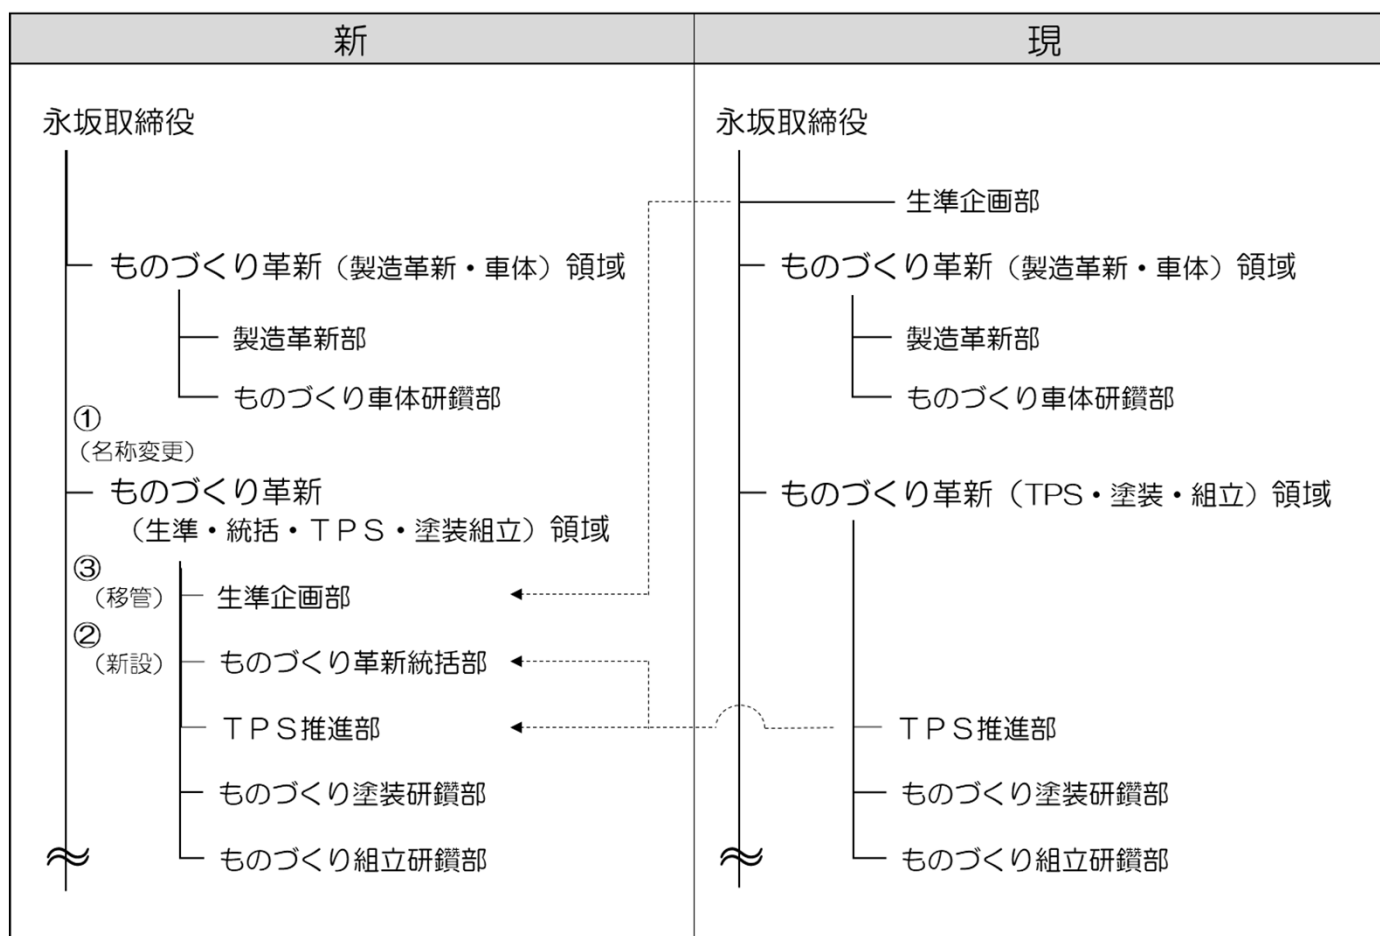 新
現
永坂取締役
ものづくり革新（製造革新・車体）領域
製造革新部
ものづくり車体研鑽部
①
（名称変更）
ものづくり革新
（生準・統括・ＴＰＳ・塗装組立）領域
③
（移管）
生準企画部
②
（新設）
ものづくり革新統括部
ＴＰＳ推進部
ものづくり塗装研鑽部
ものづくり組立研鑽部
永坂取締役
生準企画部
ものづくり革新（製造革新・車体）領域
製造革新部
ものづくり車体研鑽部
ものづくり革新（TPS・塗装・組立）領域
ＴＰＳ推進部
ものづくり塗装研鑽部
ものづくり組立研鑽部